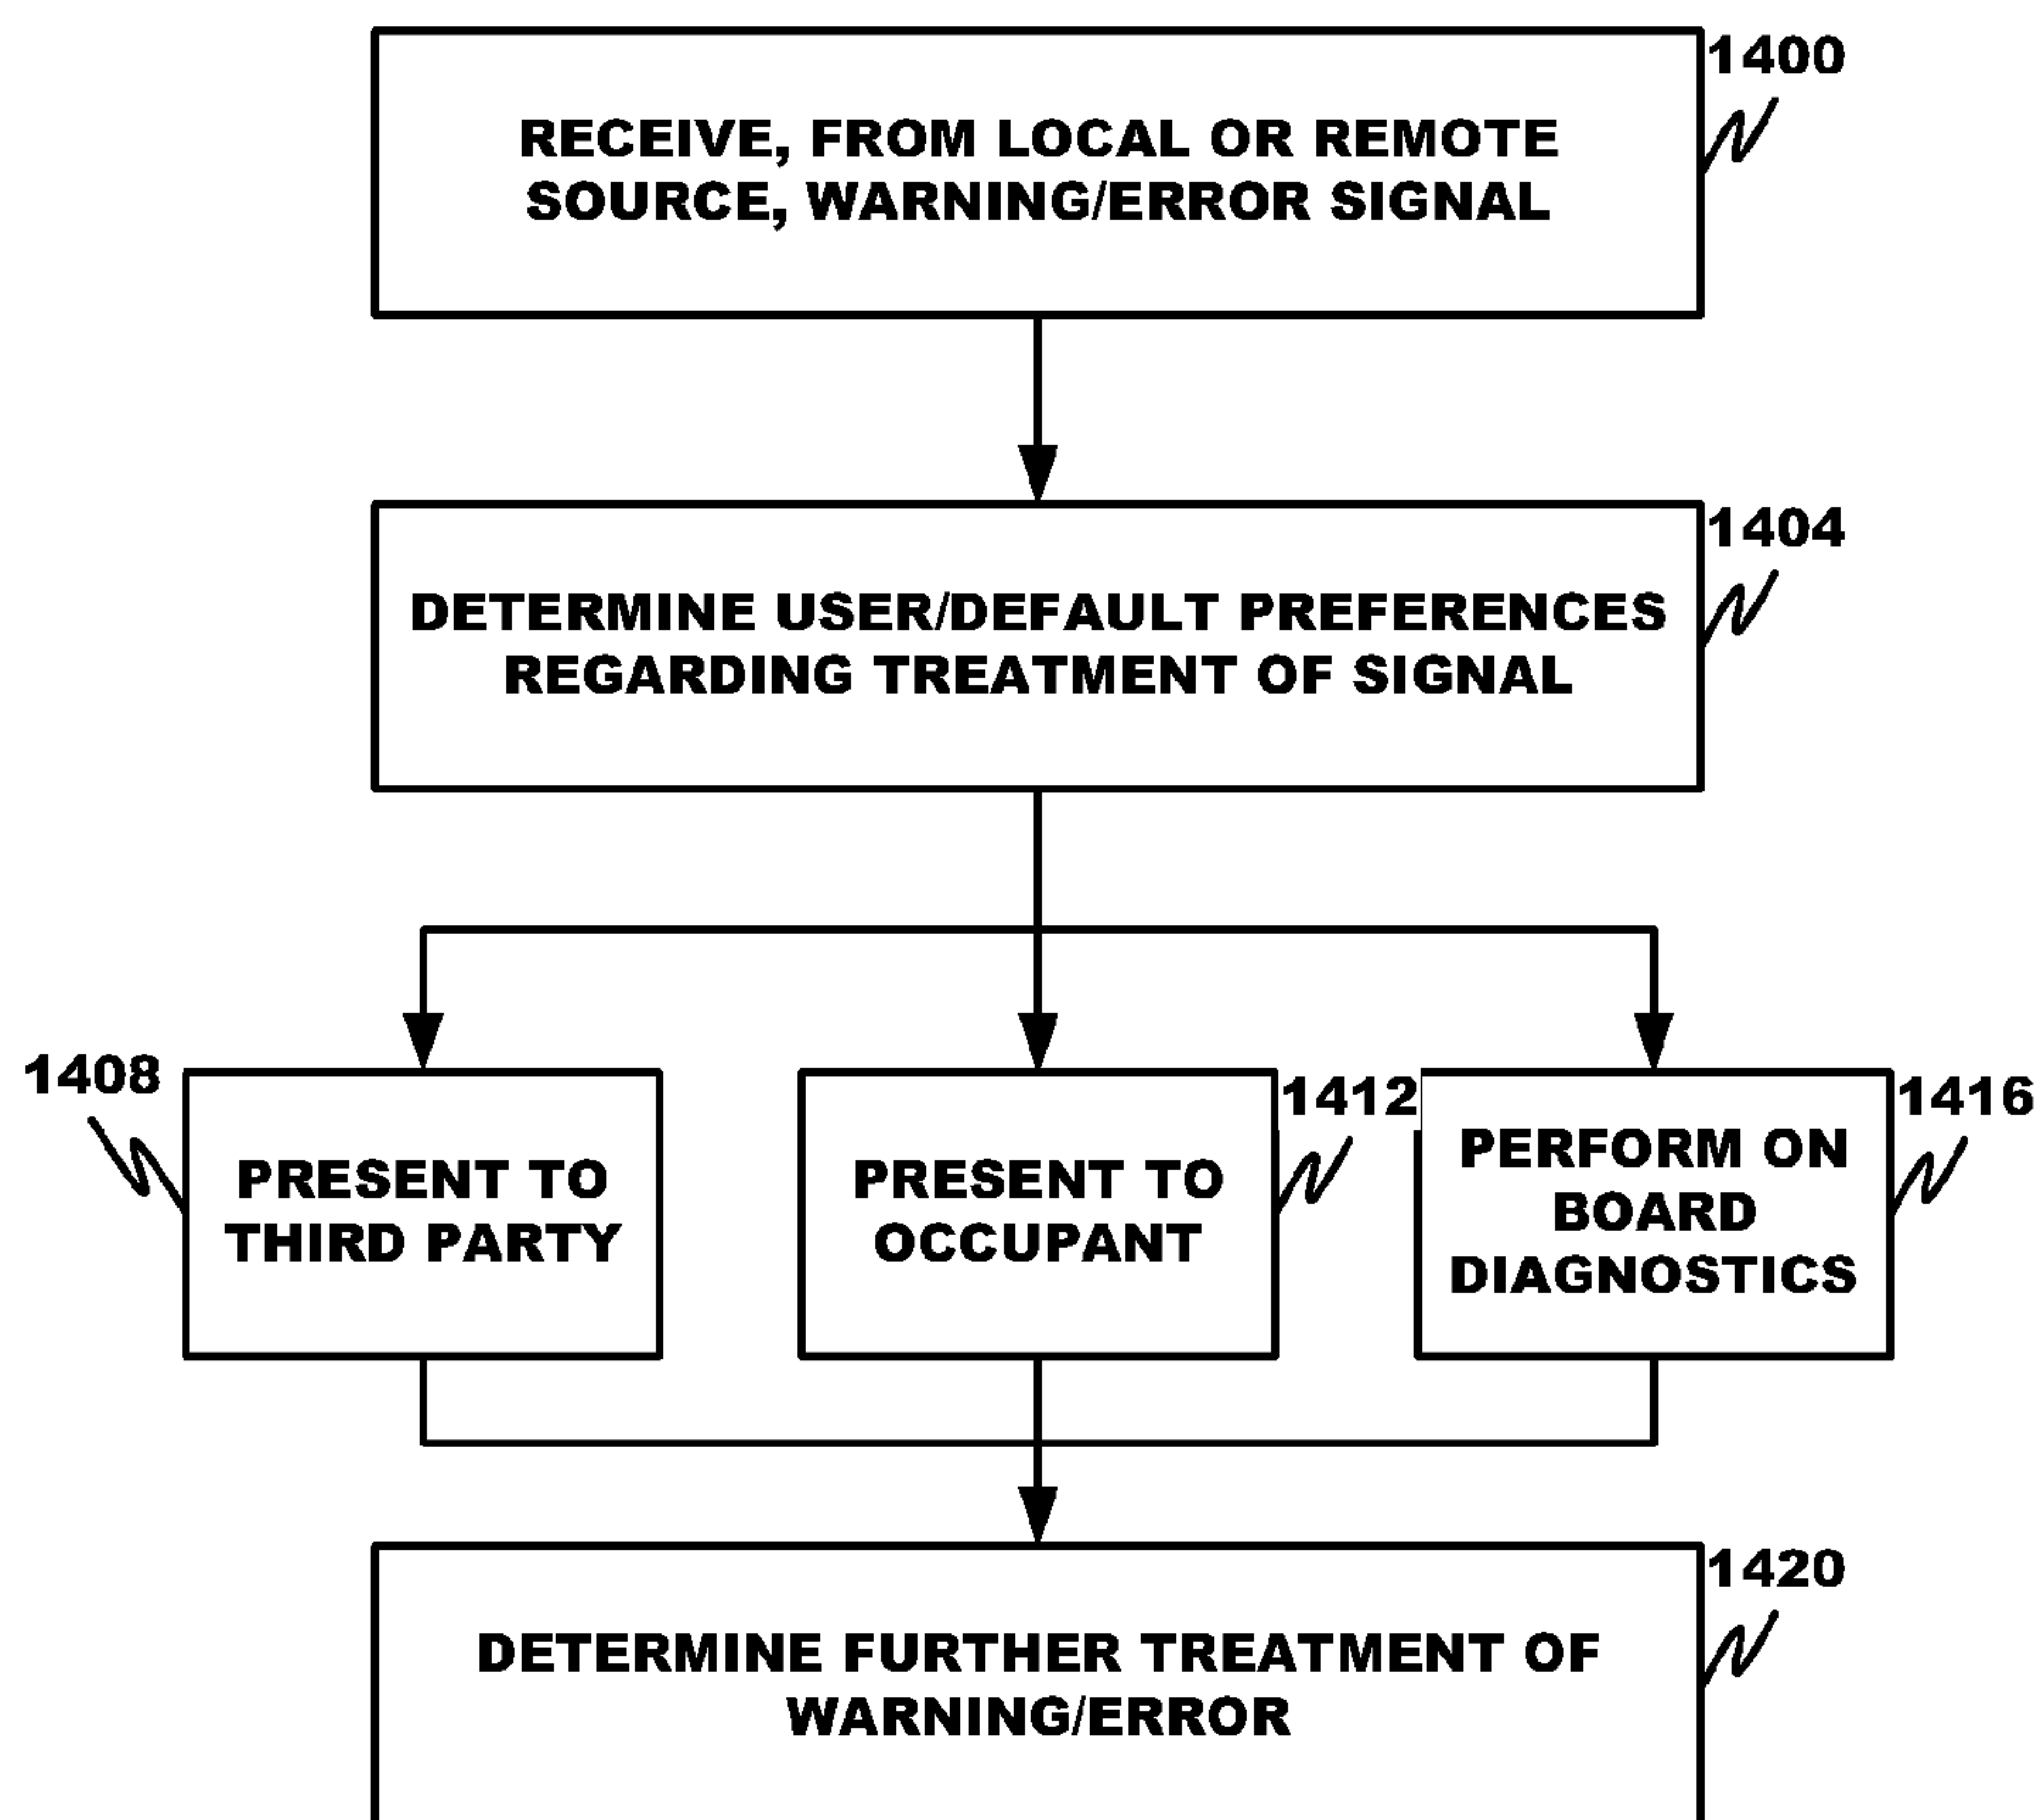 1400
RECEIVE, FROM LOCAL OR REMOTE
SOURCE, WARNING/ERROR SIGNAL
1404
DETERMINE USER/DEFAULT PREFERENCES
REGARDING TREATMENT OF SIGNAL
1408
PRESENT TO
THIRD PARTY
1412
PRESENT TO
OCCUPANT
1416
PERFORM ON
BOARD
DIAGNOSTICS
1420
DETERMINE FURTHER TREATMENT OF
WARNING/ERROR